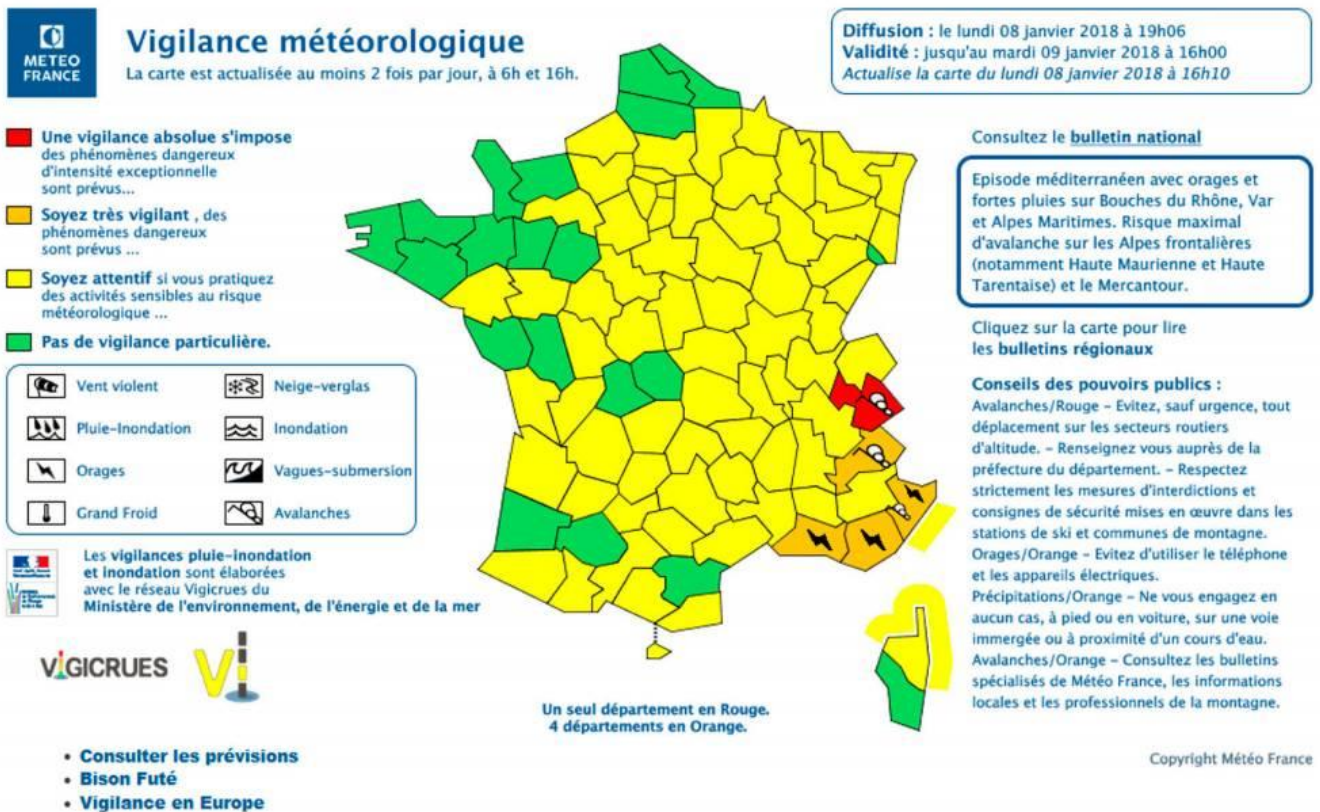 METEO
FRANCE
Vigilance météorologique
La carte est actualisée au moins 2 fois par jour, à 6h et 16h.
Diffusion : le lundi 08 janvier 2018 à 19h06
Validité : jusqu'au mardi 09 janvier 2018 à 16h00
Actualise la carte du lundi 08 janvier 2018 à 16h10
Une vigilance absolue s'impose
des phénomènes dangereux
d'intensité exceptionnelle
sont prévus...
Soyez très vigilant , des
phénomènes dangereux
sont prévus ...
Soyez attentif si vous pratiquez
des activités sensibles au risque
météorologique ...
Pas de vigilance particulière.
Vent violent
Neige-verglas
Pluie-Inondation
Inondation
Orages
Vagues-submersion
Grand Froid
Avalanches
Les vigilances pluie-inondation
et inondation sont élaborées
avec le réseau Vigicrues du
Ministère de l'environnement, de l'énergie et de la mer
VIGICRUES
Vi
Un seul département en Rouge.
4 départements en Orange.
Consultez le bulletin national
Episode méditerranéen avec orages et
fortes pluies sur Bouches du Rhône, Var
et Alpes Maritimes. Risque maximal
d'avalanche sur les Alpes frontalières
(notamment Haute Maurienne et Haute
Tarentaise) et le Mercantour.
Cliquez sur la carte pour lire
les bulletins régionaux
Conseils des pouvoirs publics :
Avalanches/Rouge – Evitez, sauf urgence, tout
déplacement sur les secteurs routiers
d'altitude. – Renseignez vous auprès de la
préfecture du département. – Respectez
strictement les mesures d'interdictions et
consignes de sécurité mises en œuvre dans les
stations de ski et communes de montagne.
Orages/Orange – Evitez d'utiliser le téléphone
et les appareils électriques.
Précipitations/Orange – Ne vous engagez en
aucun cas, à pied ou en voiture, sur une voie
immergée ou à proximité d'un cours d'eau.
Avalanches/Orange – Consultez les bulletins
spécialisés de Météo France, les informations
locales et les professionnels de la montagne.
Copyright Météo France
• Consulter les prévisions
• Bison Futé
• Vigilance en Europe